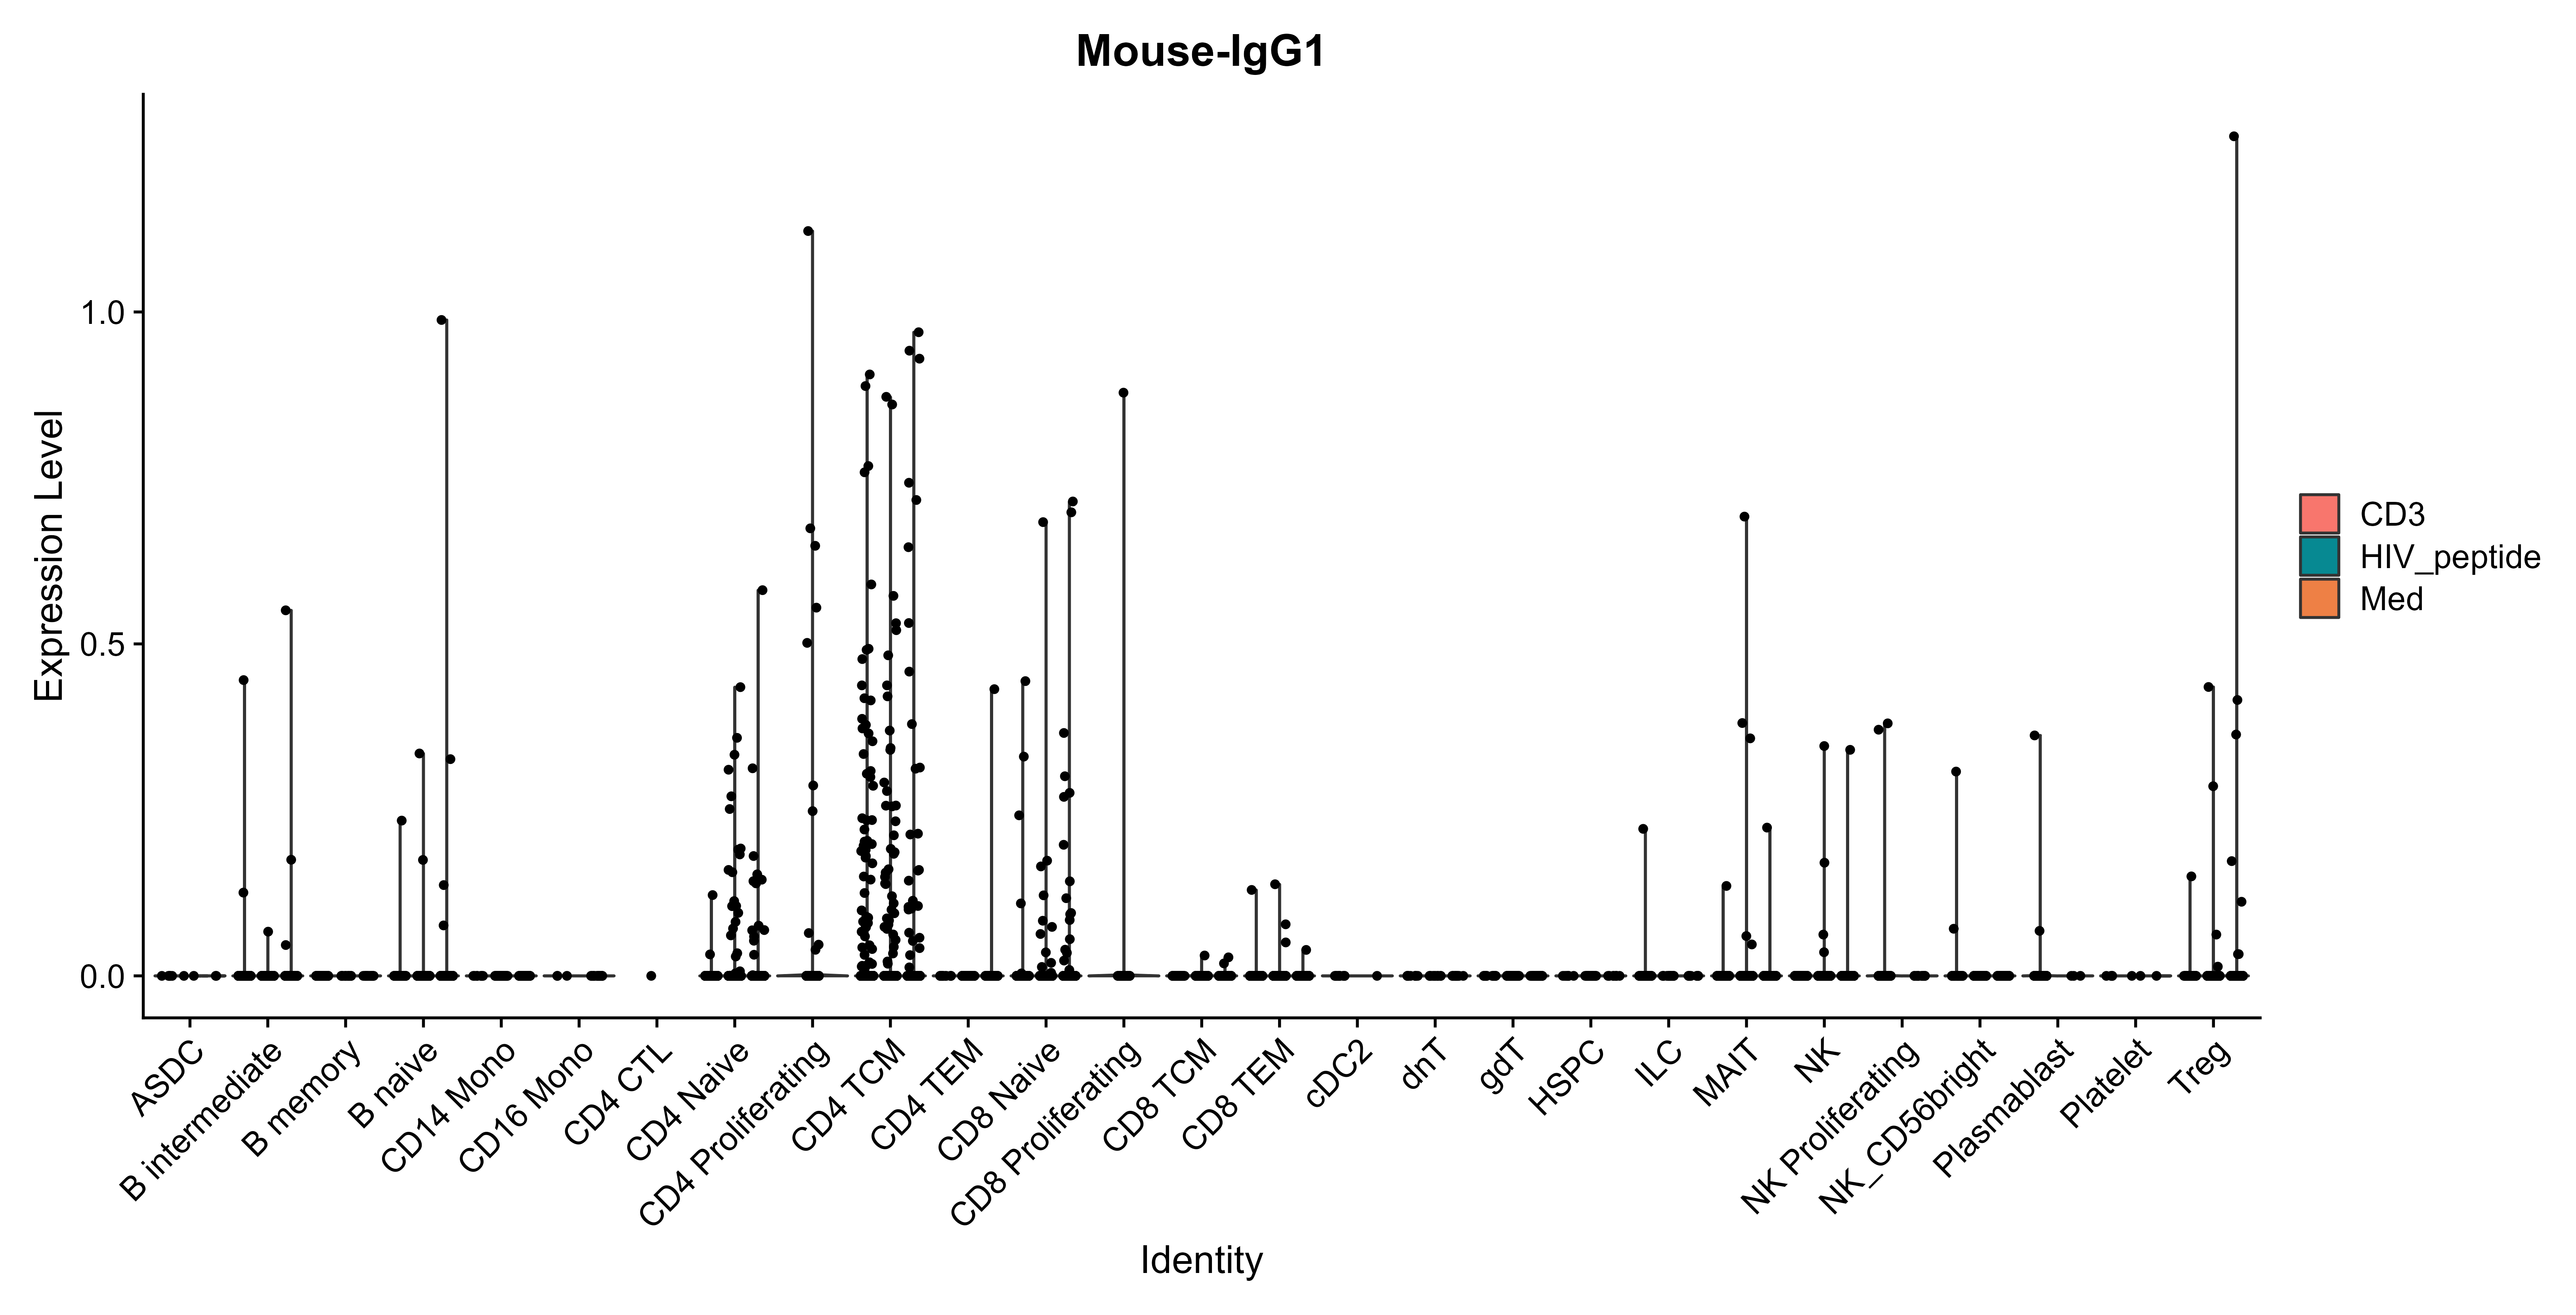 Mouse-IgG1
Expression Level
1.0
0.5
0.0
ASDC
B intermediate
B memory
B naive
CD14 Mono
CD16 Mono
CD4 CTL
CD4 Naive
CD4 Proliferating
CD4 TCM
CD4 TEM
CD8 Naive
CD8 Proliferating
CD8 TCM
CD8 TEM
cDC2
dnT
gdT
HSPC
ILC
MAIT
NK
NK Proliferating
NK_CD56bright
Plasmablast
Platelet
Treg
Identity
CD3
HIV_peptide
Med